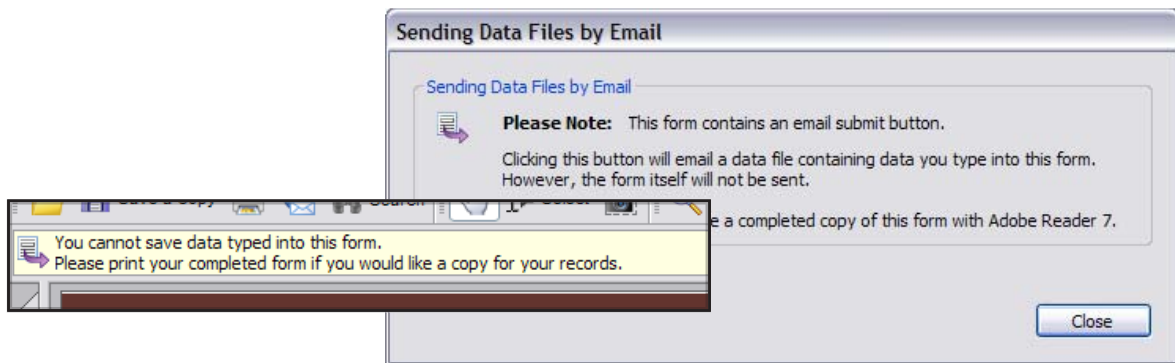 Sending Data Files by Email
Sending Data Files by Email
Please Note: This form contains an email submit button.
Clicking this button will email a data file containing data you type into this form.
However, the form itself will not be sent.
e a completed copy of this form with Adobe Reader 7.
You cannot save data typed into this form.
Please print your completed form if you would like a copy for your records.
Close